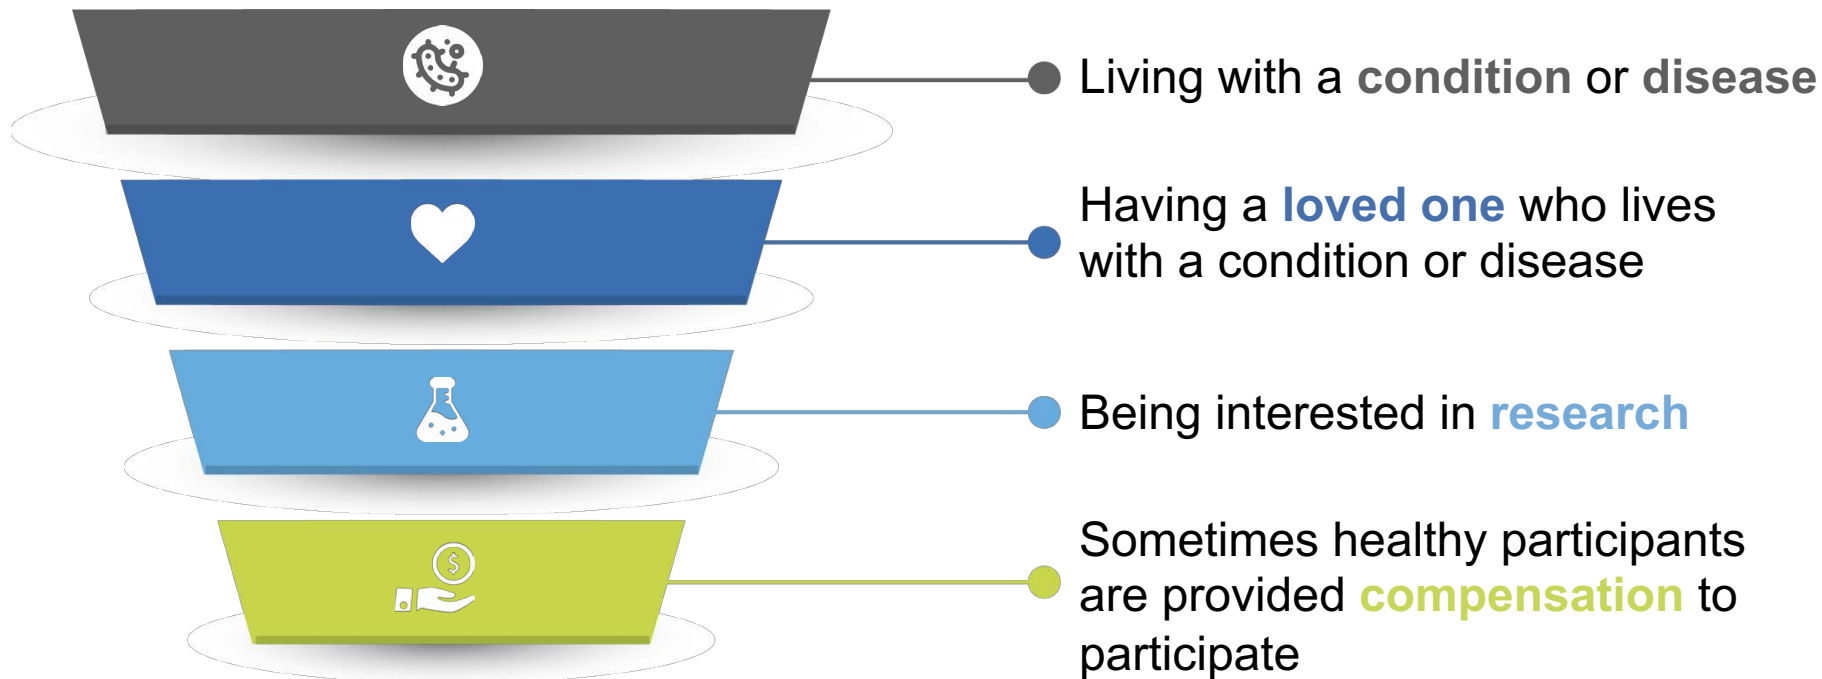 Living with a condition or disease
Having a loved one who lives
with a condition or disease
Being interested in research
$
Sometimes healthy participants
are provided compensation to
participate